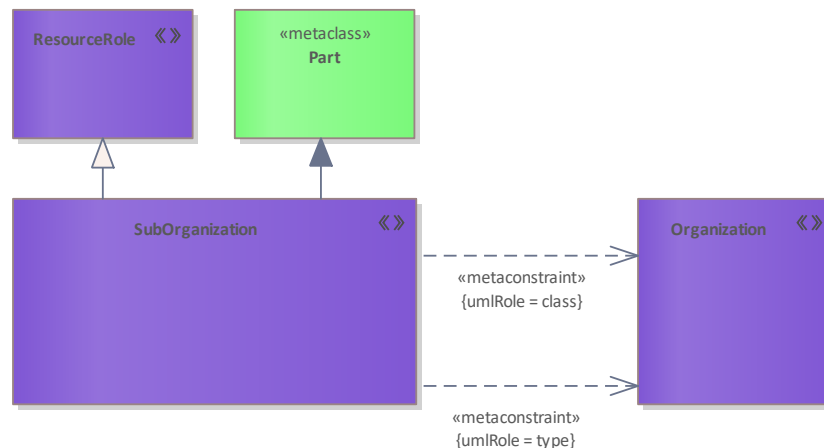 ResourceRole «»
«metaclass»
Part
SubOrganization «»
Organization «»
«metaconstraint»
{umlRole = class}
«metaconstraint»
{umlRole = type}